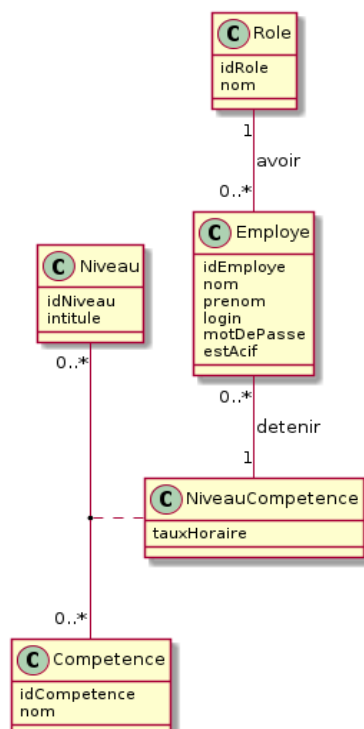 C Role
idRole
nom
1
avoir
0..*
C Employe
idEmploye
nom
prenom
login
motDePasse
estAcif
C Niveau
idNiveau
intitule
0..*
0..*
detenir
1
C NiveauCompetence
tauxHoraire
0..*
C Competence
idCompetence
nom